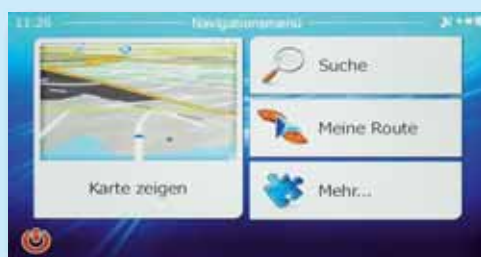 11:26 Navigationsmenü
Suche
Meine Route
Karte zeigen
Mehr...